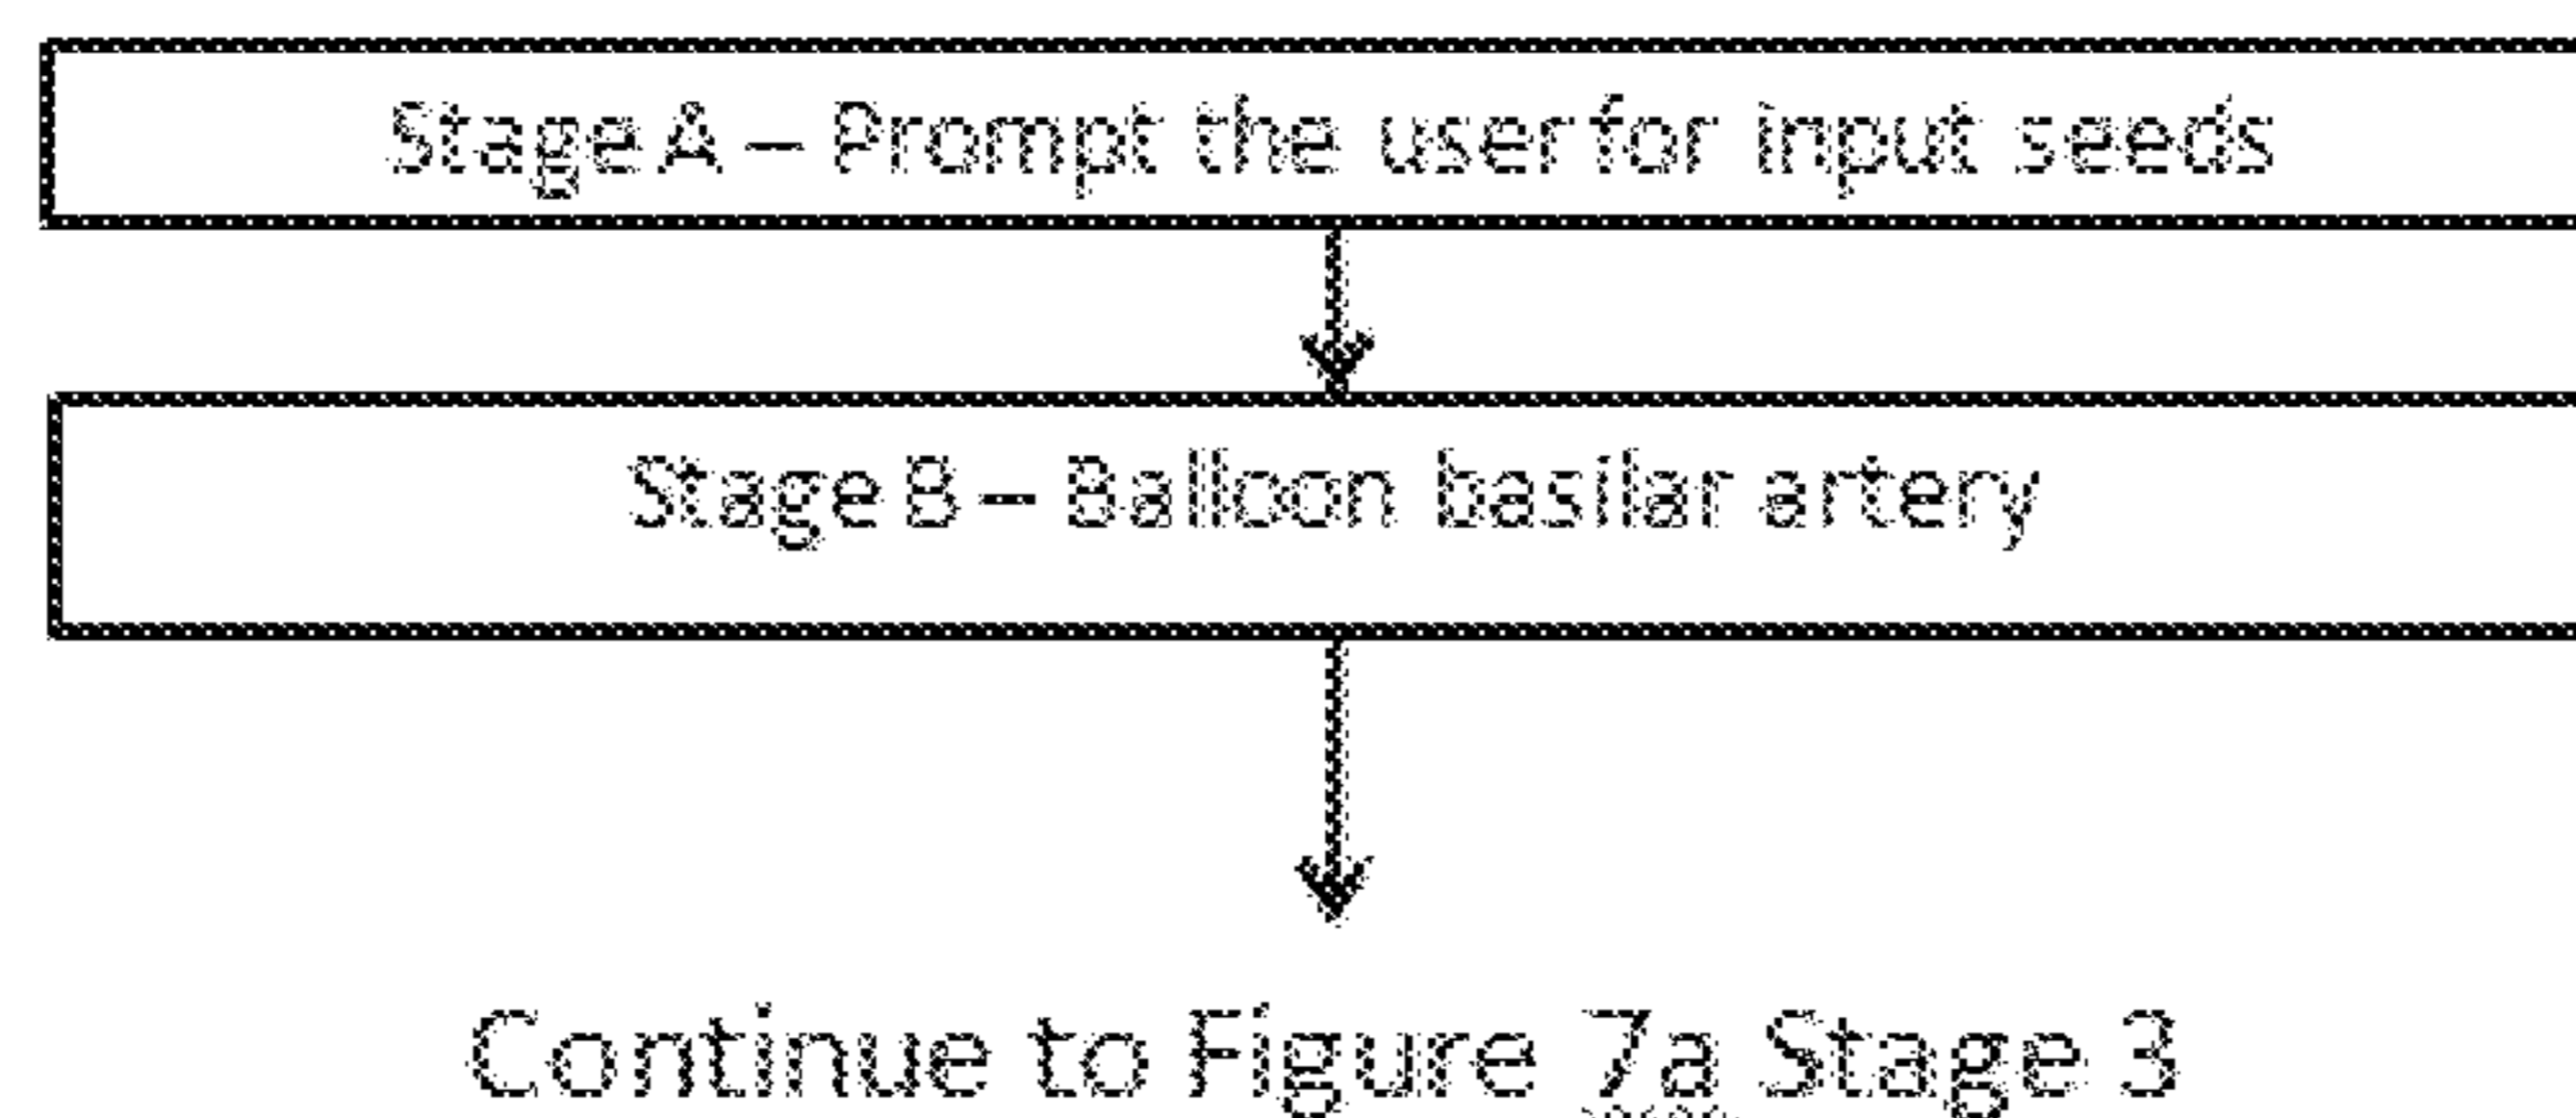 Stage A – Prompt the user for input seeds
Stage B – Balloon basilar artery
Continue to Figure 7a Stage 3